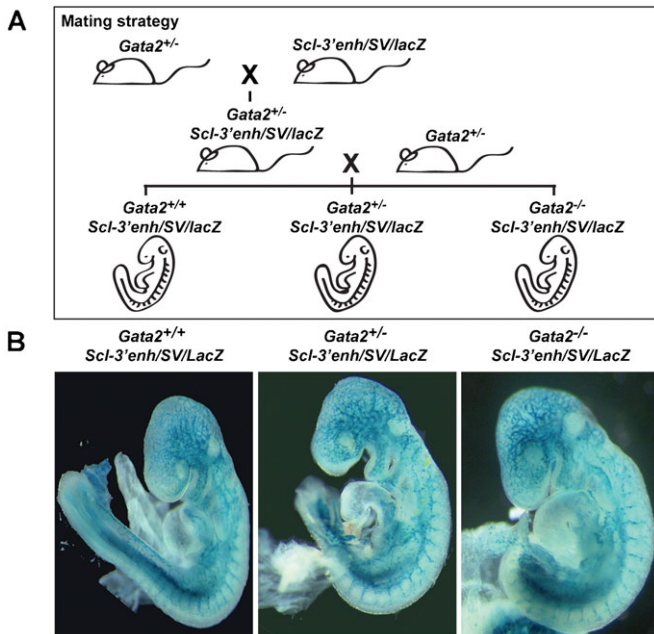 A
Mating strategy
Gata2+/-
Scl-3'enh/SV/lacZ
X
Gata2+/-
Scl-3'enh/SV/lacZ
X
Gata2+/-
Gata2+/+
Scl-3'enh/SV/lacZ
Gata2+/-
Scl-3'enh/SV/lacZ
Gata2-/-
Scl-3'enh/SV/lacZ
B
Gata2+/+
Scl-3'enh/SV/LacZ
Gata2+/-
Scl-3'enh/SV/LacZ
Gata2-/-
Scl-3'enh/SV/LacZ